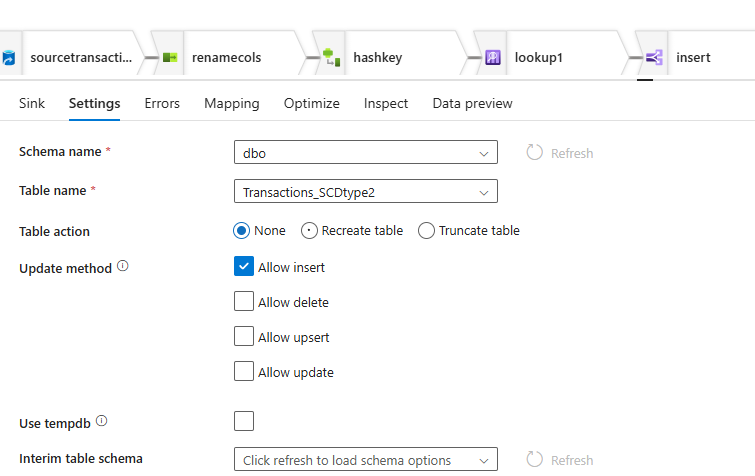 sourcetransacti... renamecols hashkey lookup1 insert
Sink Settings Errors Mapping Optimize Inspect Data preview
Schema name * dbo Refresh
Table name * Transactions_SCDtype2
Table action None Recreate table Truncate table
Update method Allow insert
Allow delete
Allow upsert
Allow update
Use tempdb
Interim table schema Click refresh to load schema options Refresh